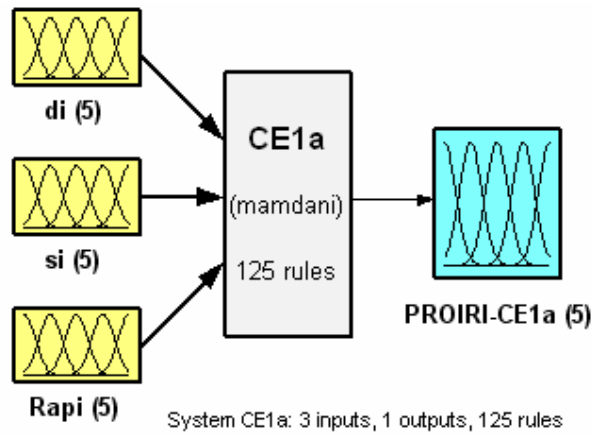 di (5)
si (5)
Rapi (5)
CE1a
(mamdani)
125 rules
PROIRI-CE1a (5)
System CE1a: 3 inputs, 1 outputs, 125 rules